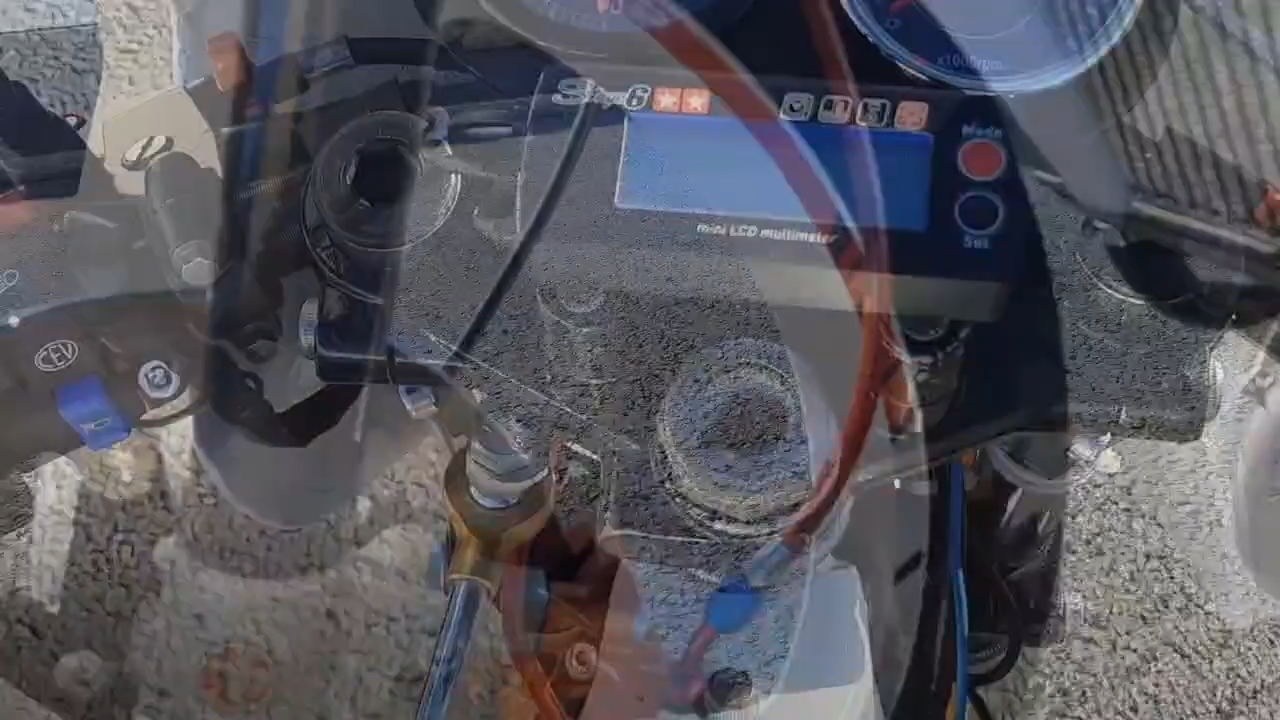 x1000rpm
Stage6
Mode
mini LCD multimeter
Set
CEV